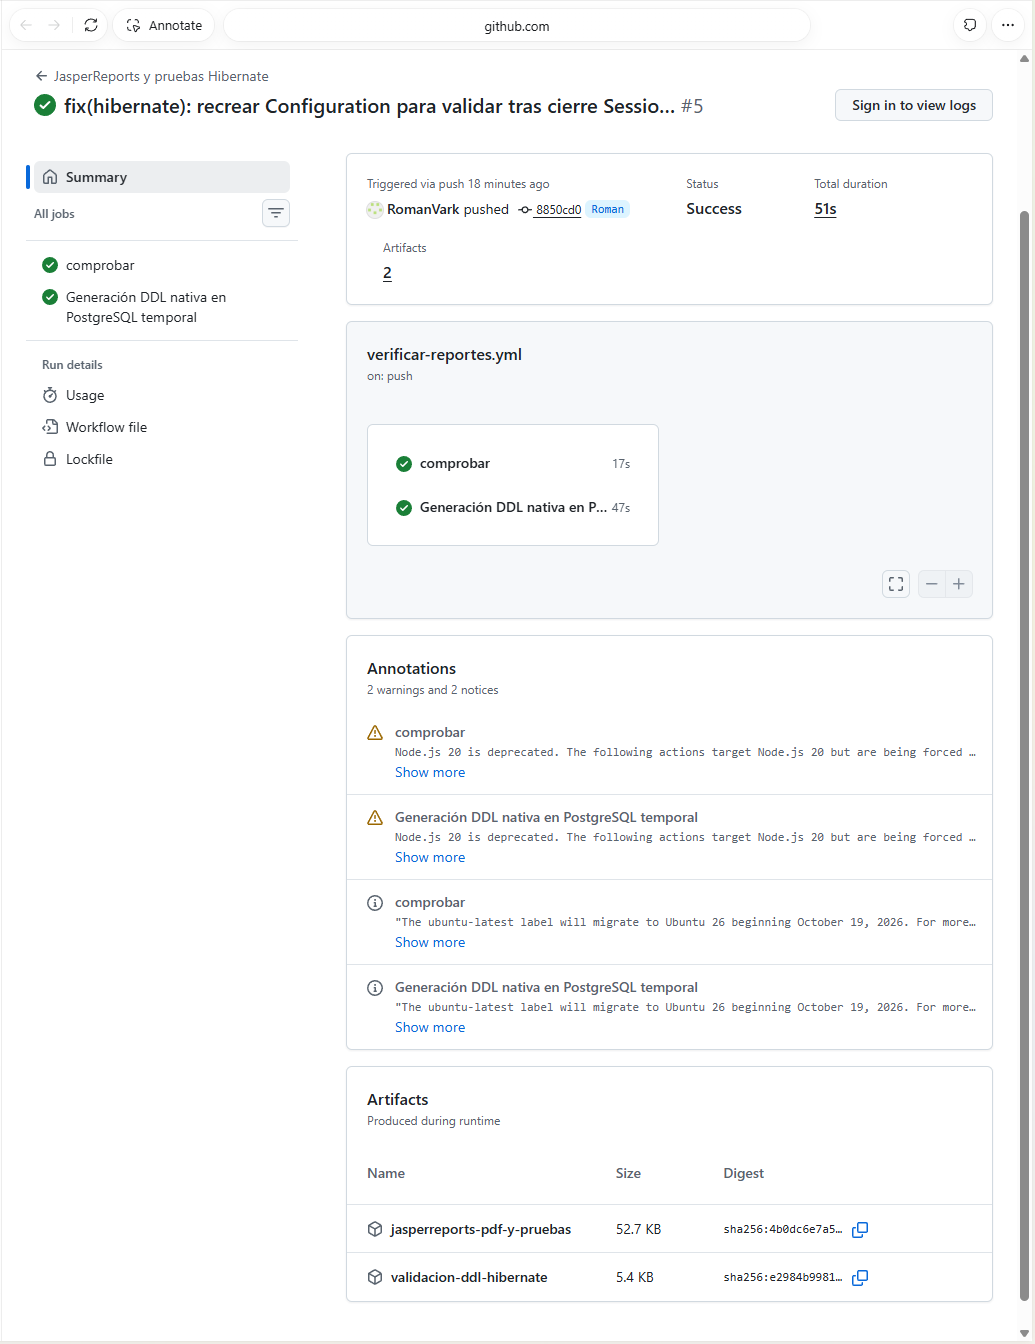 Annotate
github.com
JasperReports y pruebas Hibernate
fix(hibernate): recrear Configuration para validar tras cierre Sessio... #5
Sign in to view logs
Summary
All jobs
comprobar
Generación DDL nativa en
PostgreSQL temporal
Run details
Usage
Workflow file
Lockfile
Triggered via push 18 minutes ago
RomanVark pushed 8850cd0 Roman
Status
Success
Total duration
51s
Artifacts
2
verificar-reportes.yml
on: push
comprobar 17s
Generación DDL nativa en P... 47s
Annotations
2 warnings and 2 notices
comprobar
Node.js 20 is deprecated. The following actions target Node.js 20 but are being forced …
Show more
Generación DDL nativa en PostgreSQL temporal
Node.js 20 is deprecated. The following actions target Node.js 20 but are being forced …
Show more
comprobar
"The ubuntu-latest label will migrate to Ubuntu 26 beginning October 19, 2026. For more…
Show more
Generación DDL nativa en PostgreSQL temporal
"The ubuntu-latest label will migrate to Ubuntu 26 beginning October 19, 2026. For more…
Show more
Artifacts
Produced during runtime
Name Size Digest
jasperreports-pdf-y-pruebas 52.7 KB sha256:4b0dc6e7a5…
validacion-ddl-hibernate 5.4 KB sha256:e2984b9981…